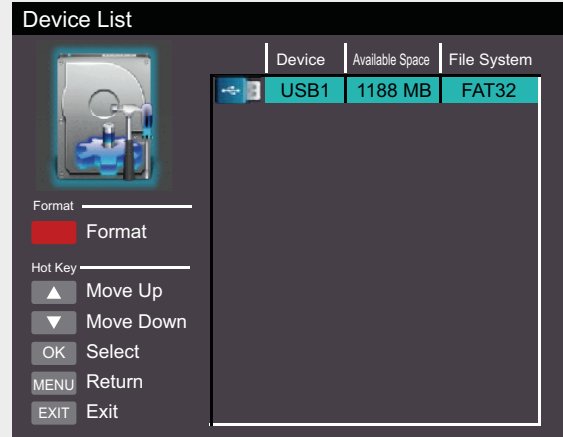 Device List
Device Available Space File System
USB1 1188 MB FAT32
Format
Format
Hot Key
Move Up
Move Down
OK Select
MENU Return
EXIT Exit